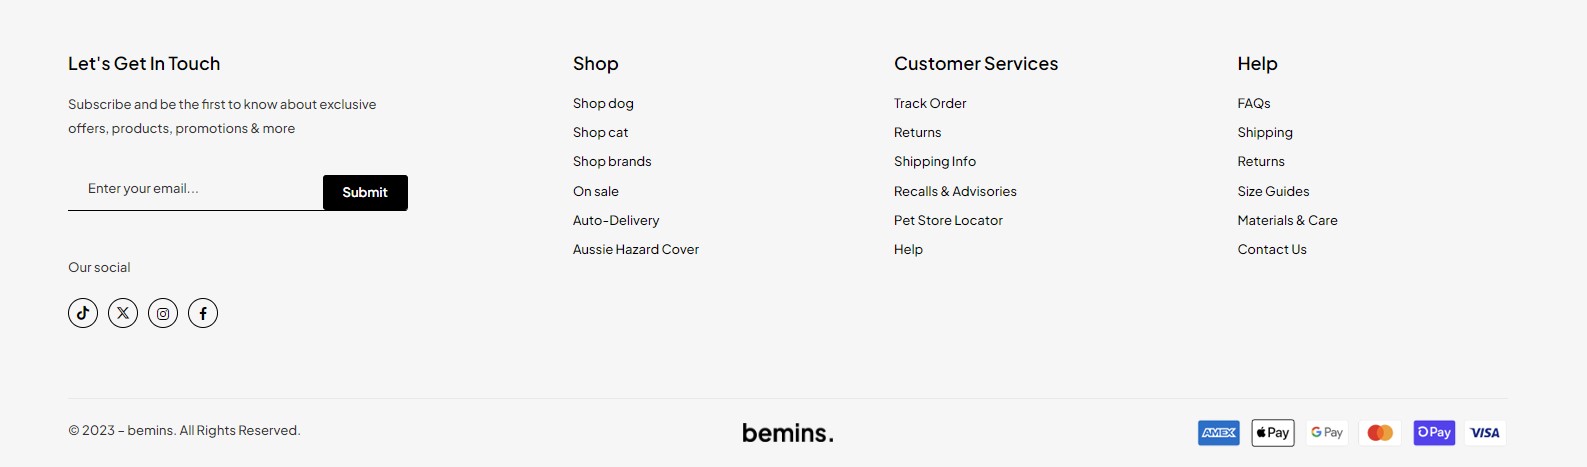 Let's Get In Touch
Subscribe and be the first to know about exclusive
offers, products, promotions & more
Enter your email...
Submit
Our social
Shop
Shop dog
Shop cat
Shop brands
On sale
Auto-Delivery
Aussie Hazard Cover
Customer Services
Track Order
Returns
Shipping Info
Recalls & Advisories
Pet Store Locator
Help
Help
FAQs
Shipping
Returns
Size Guides
Materials & Care
Contact Us
© 2023 – bemins. All Rights Reserved.
bemins.
AMEX
Pay
G Pay
Pay
VISA